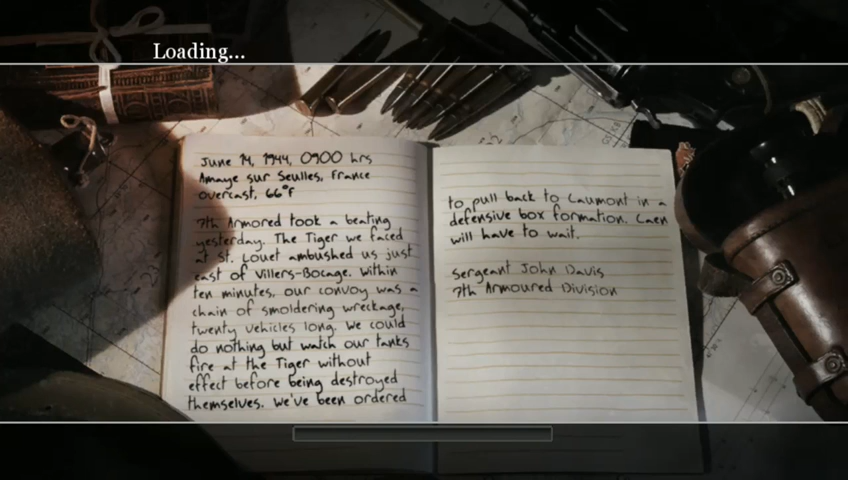 Loading...
June 14, 1944, 0900 hrs
Amaye sur Seulles, France
overcast, 66°F
7th Armored took a beating
yesterday. The Tiger we faced
at St. Louet ambushed us just
east of Villers-Bocage. Within
ten minutes, our convoy was a
chain of smoldering wreckage,
twenty vehicles long. We could
do nothing but watch our tanks
fire at the Tiger without
effect before being destroyed
themselves. We've been ordered
to pull back to Caumont in a
defensive box formation. Caen
will have to wait.
Sergeant John Davis
7th Armoured Division